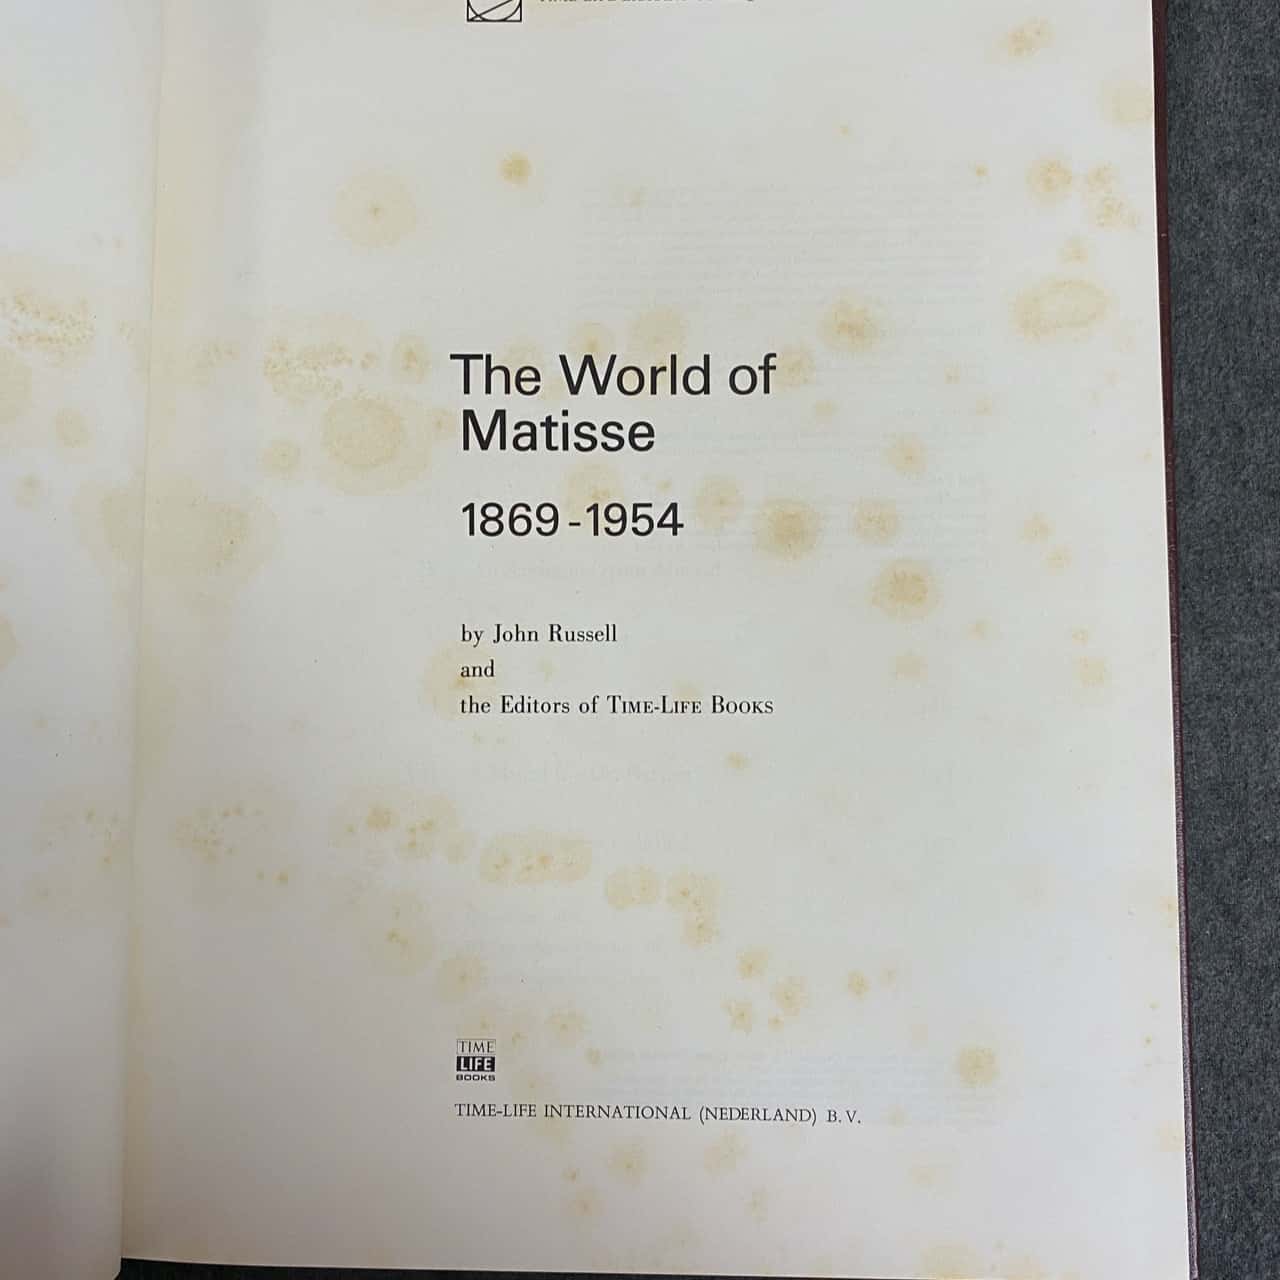 The World of
Matisse
1869-1954
by John Russell
and
the Editors of TIME-LIFE BOOKS
TIME
LIFE
BOOKS
TIME-LIFE INTERNATIONAL (NEDERLAND) B.V.